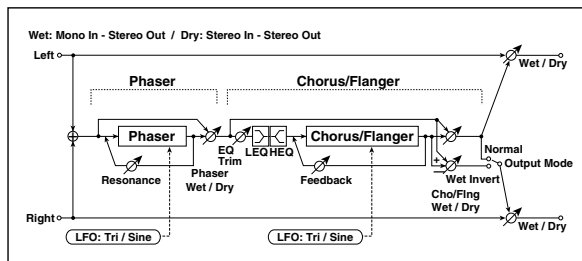 Wet: Mono In - Stereo Out / Dry: Stereo In - Stereo Out
Left
Wet / Dry
Phaser
Chorus/Flanger
Phaser
EQ
Trim
LEQ
HEQ
Chorus/Flanger
Normal
Output Mode
Resonance
Phaser
Wet / Dry
Feedback
+
−
Wet Invert
Cho/Flng
Wet / Dry
Right
Wet / Dry
LFO: Tri / Sine
LFO: Tri / Sine